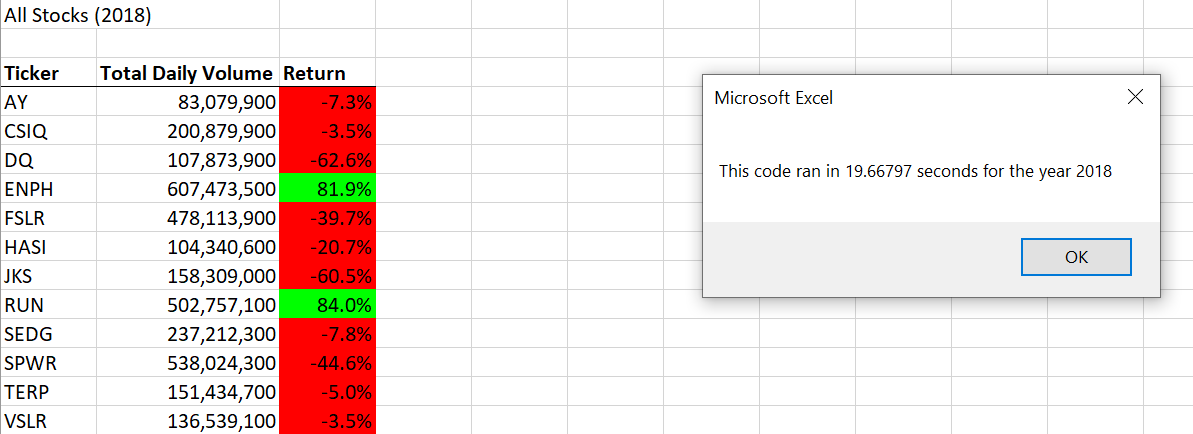 All Stocks (2018)
Ticker Total Daily Volume Return
AY 83,079,900 -7.3%
CSIQ 200,879,900 -3.5%
DQ 107,873,900 -62.6%
ENPH 607,473,500 81.9%
FSLR 478,113,900 -39.7%
HASI 104,340,600 -20.7%
JKS 158,309,000 -60.5%
RUN 502,757,100 84.0%
SEDG 237,212,300 -7.8%
SPWR 538,024,300 -44.6%
TERP 151,434,700 -5.0%
VSLR 136,539,100 -3.5%
Microsoft Excel
This code ran in 19.66797 seconds for the year 2018
OK